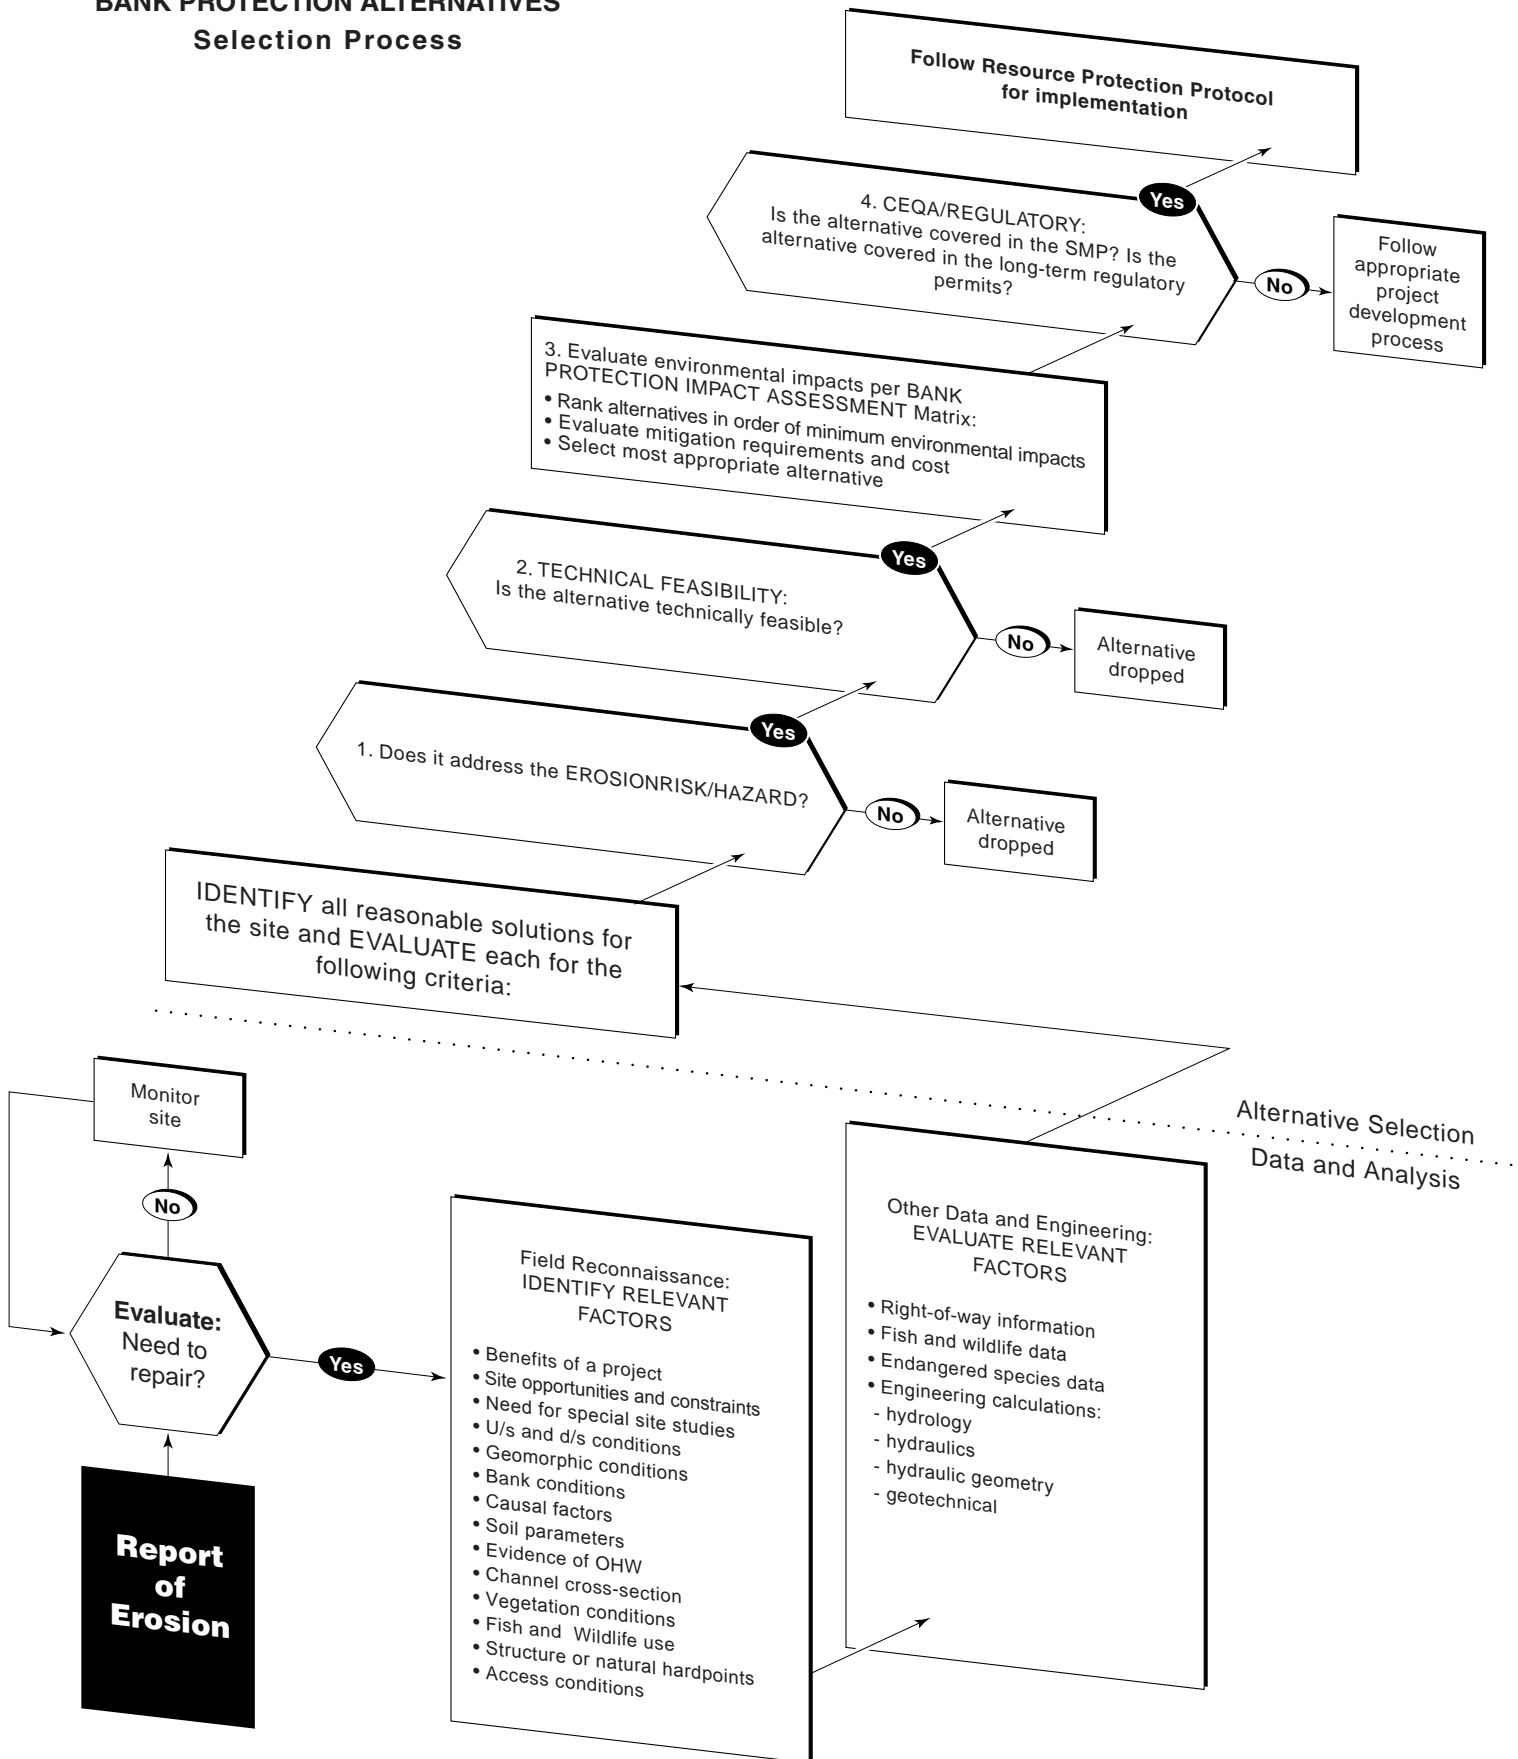 BANK PROTECTION ALTERNATIVES
Selection Process
Follow Resource Protection Protocol
for implementation
Yes
4. CEQA/REGULATORY:
Is the alternative covered in the SMP? Is the
alternative covered in the long-term regulatory
permits?
No
Follow
appropriate
project
development
process
3. Evaluate environmental impacts per BANK
PROTECTION IMPACT ASSESSMENT Matrix:
• Rank alternatives in order of minimum environmental impacts
• Evaluate mitigation requirements and cost
• Select most appropriate alternative
Yes
2. TECHNICAL FEASIBILITY:
Is the alternative technically feasible?
No
Alternative
dropped
Yes
1. Does it address the EROSIONRISK/HAZARD?
No
Alternative
dropped
IDENTIFY all reasonable solutions for
the site and EVALUATE each for the
following criteria:
Alternative Selection
Data and Analysis
Monitor
site
No
Evaluate:
Need to
repair?
Yes
Report
of
Erosion
Field Reconnaissance:
IDENTIFY RELEVANT
FACTORS
• Benefits of a project
• Site opportunities and constraints
• Need for special site studies
• U/s and d/s conditions
• Geomorphic conditions
• Bank conditions
• Causal factors
• Soil parameters
• Evidence of OHW
• Channel cross-section
• Vegetation conditions
• Fish and Wildlife use
• Structure or natural hardpoints
• Access conditions
Other Data and Engineering:
EVALUATE RELEVANT
FACTORS
• Right-of-way information
• Fish and wildlife data
• Endangered species data
• Engineering calculations:
- hydrology
- hydraulics
- hydraulic geometry
- geotechnical